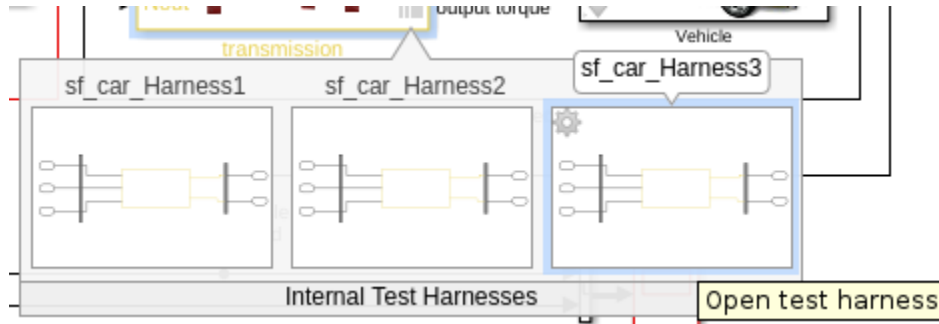 output torque
Vehicle
transmission
sf_car_Harness1
sf_car_Harness2
sf_car_Harness3
Internal Test Harnesses
Open test harness